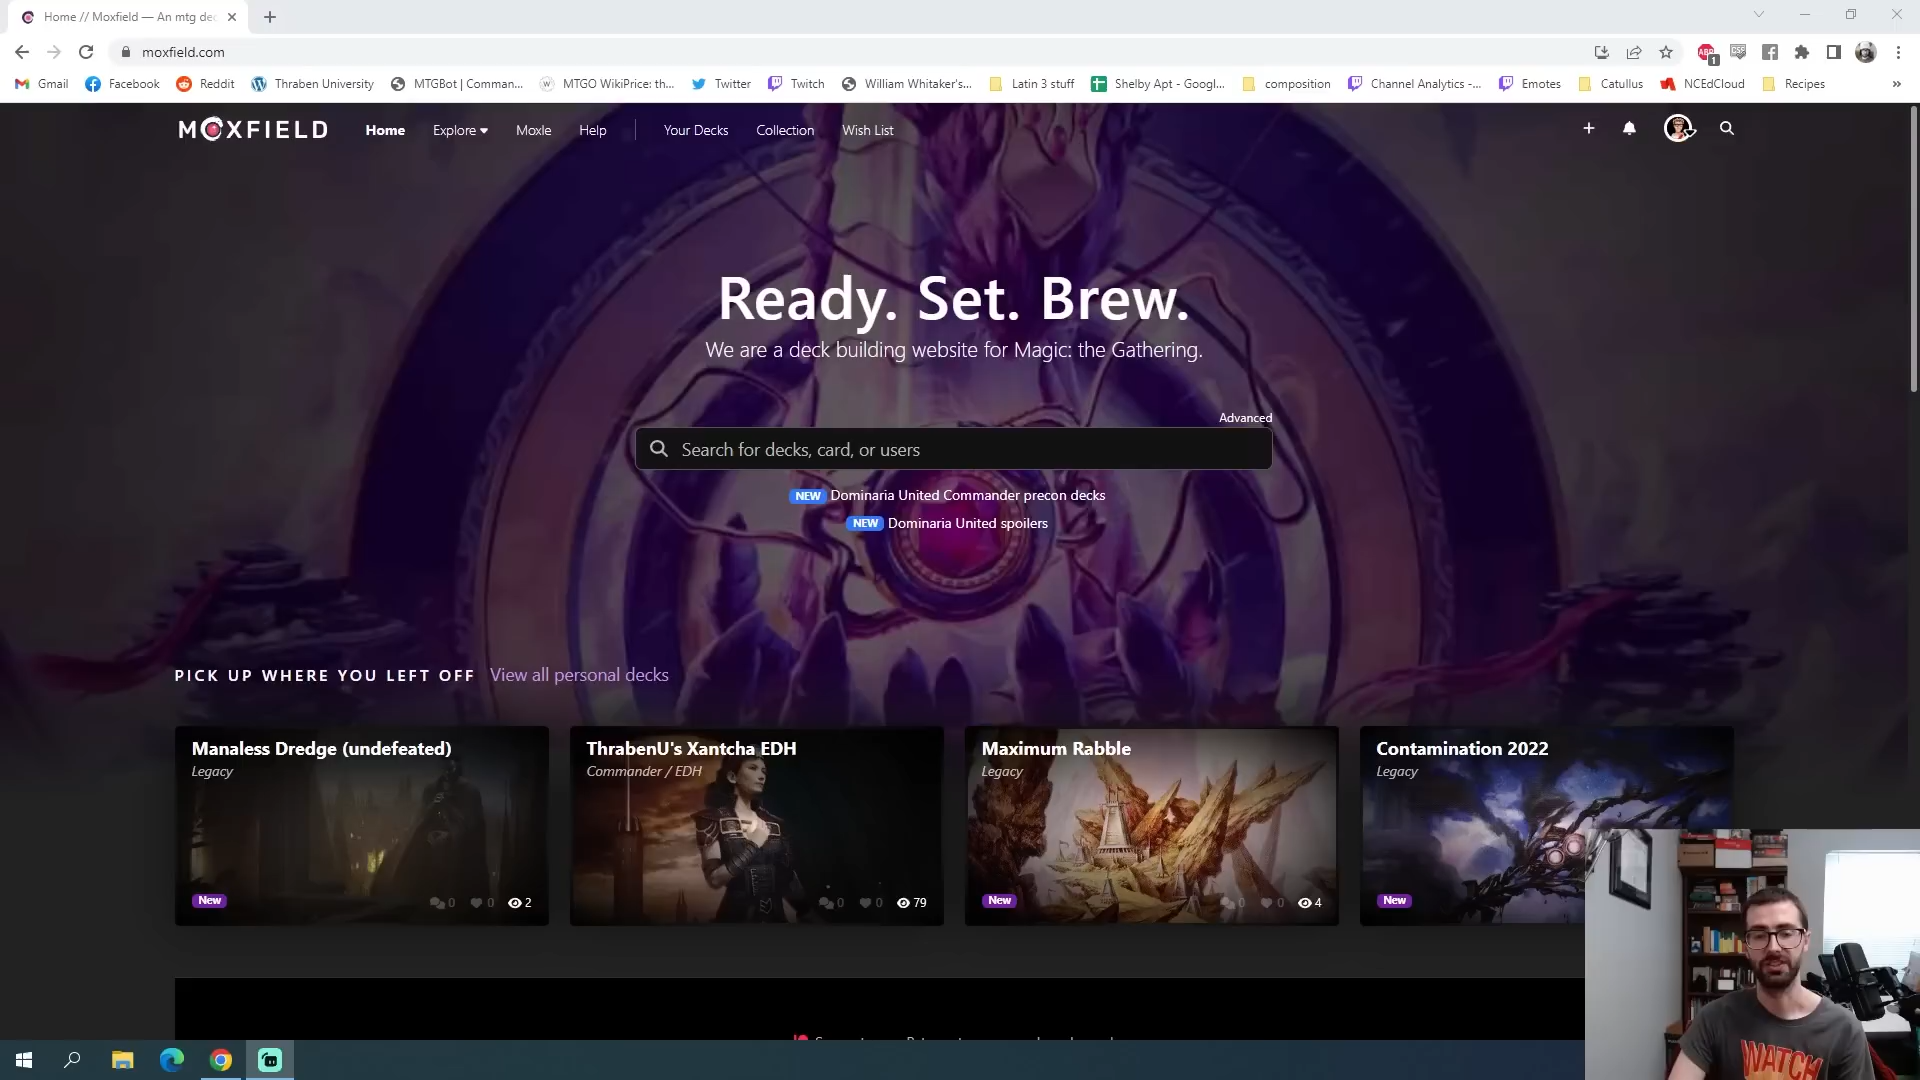 Home // Moxfield — An mtg dec
moxfield.com
ABP 1
CSS
Gmail
Facebook
Reddit
Thraben University
MTGBot | Comman...
MTGO WikiPrice: th...
Twitter
Twitch
William Whitaker's...
Latin 3 stuff
Shelby Apt - Googl...
composition
Channel Analytics -...
Emotes
Catullus
NCEdCloud
Recipes
»
MOXFIELD
Home
Explore
Moxle
Help
Your Decks
Collection
Wish List
Ready. Set. Brew.
We are a deck building website for Magic: the Gathering.
Advanced
Search for decks, card, or users
NEW Dominaria United Commander precon decks
NEW Dominaria United spoilers
PICK UP WHERE YOU LEFT OFF View all personal decks
Manaless Dredge (undefeated)
Legacy
New
0 0 2
ThrabenU's Xantcha EDH
Commander / EDH
0 0 79
Maximum Rabble
Legacy
New
0 0 4
Contamination 2022
Legacy
New
WATCH